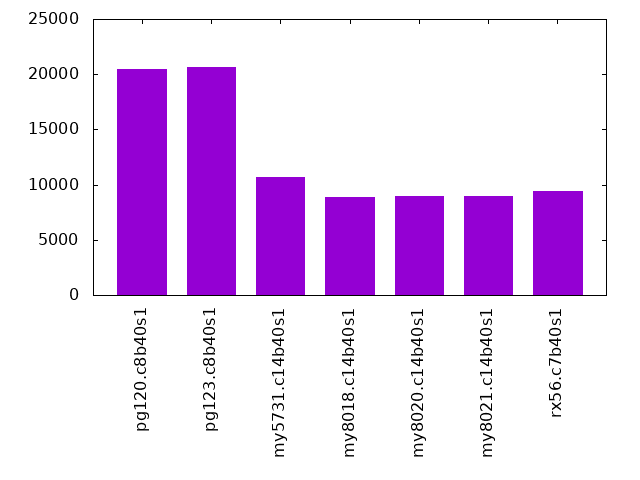 25000
20000
15000
10000
5000
0
pg120.c8b40s1
pg123.c8b40s1
my5731.c14b40s1
my8018.c14b40s1
my8020.c14b40s1
my8021.c14b40s1
rx56.c7b40s1